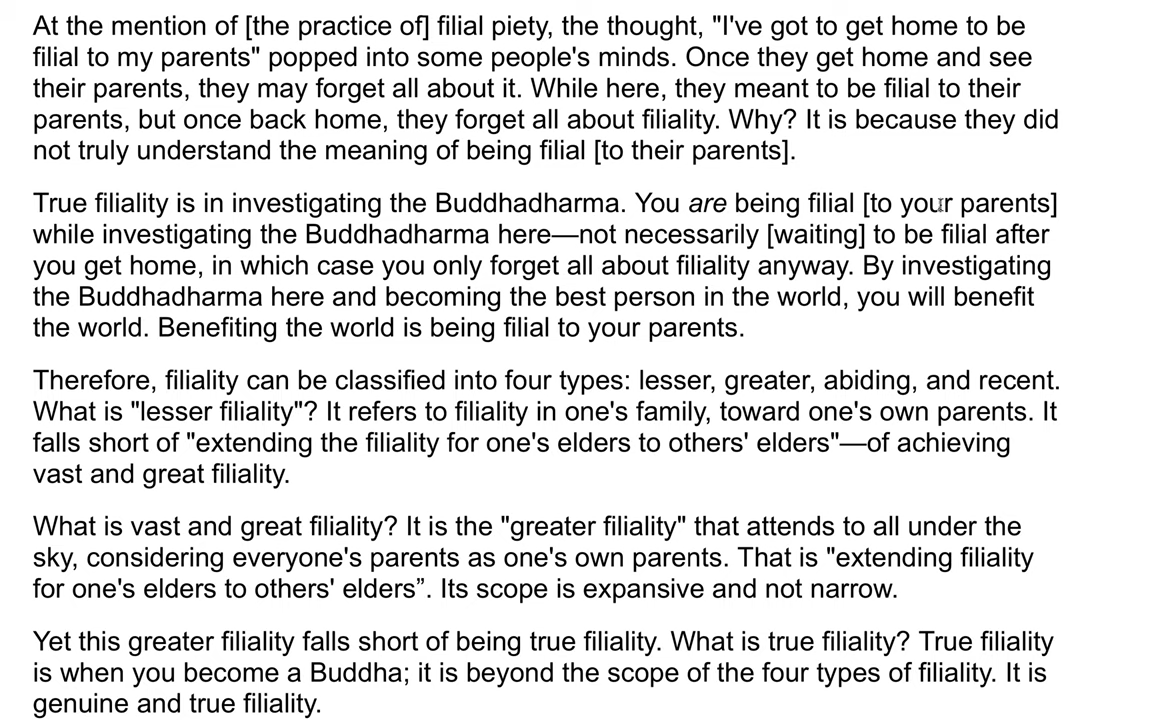 At the mention of [the practice of] filial piety, the thought, "I've got to get home to be
filial to my parents" popped into some people's minds. Once they get home and see
their parents, they may forget all about it. While here, they meant to be filial to their
parents, but once back home, they forget all about filiality. Why? It is because they did
not truly understand the meaning of being filial [to their parents].
True filiality is in investigating the Buddhadharma. You are being filial [to your parents]
while investigating the Buddhadharma here—not necessarily [waiting] to be filial after
you get home, in which case you only forget all about filiality anyway. By investigating
the Buddhadharma here and becoming the best person in the world, you will benefit
the world. Benefiting the world is being filial to your parents.
Therefore, filiality can be classified into four types: lesser, greater, abiding, and recent.
What is "lesser filiality"? It refers to filiality in one's family, toward one's own parents. It
falls short of "extending the filiality for one's elders to others' elders"—of achieving
vast and great filiality.
What is vast and great filiality? It is the "greater filiality" that attends to all under the
sky, considering everyone's parents as one's own parents. That is "extending filiality
for one's elders to others' elders”. Its scope is expansive and not narrow.
Yet this greater filiality falls short of being true filiality. What is true filiality? True filiality
is when you become a Buddha; it is beyond the scope of the four types of filiality. It is
genuine and true filiality.